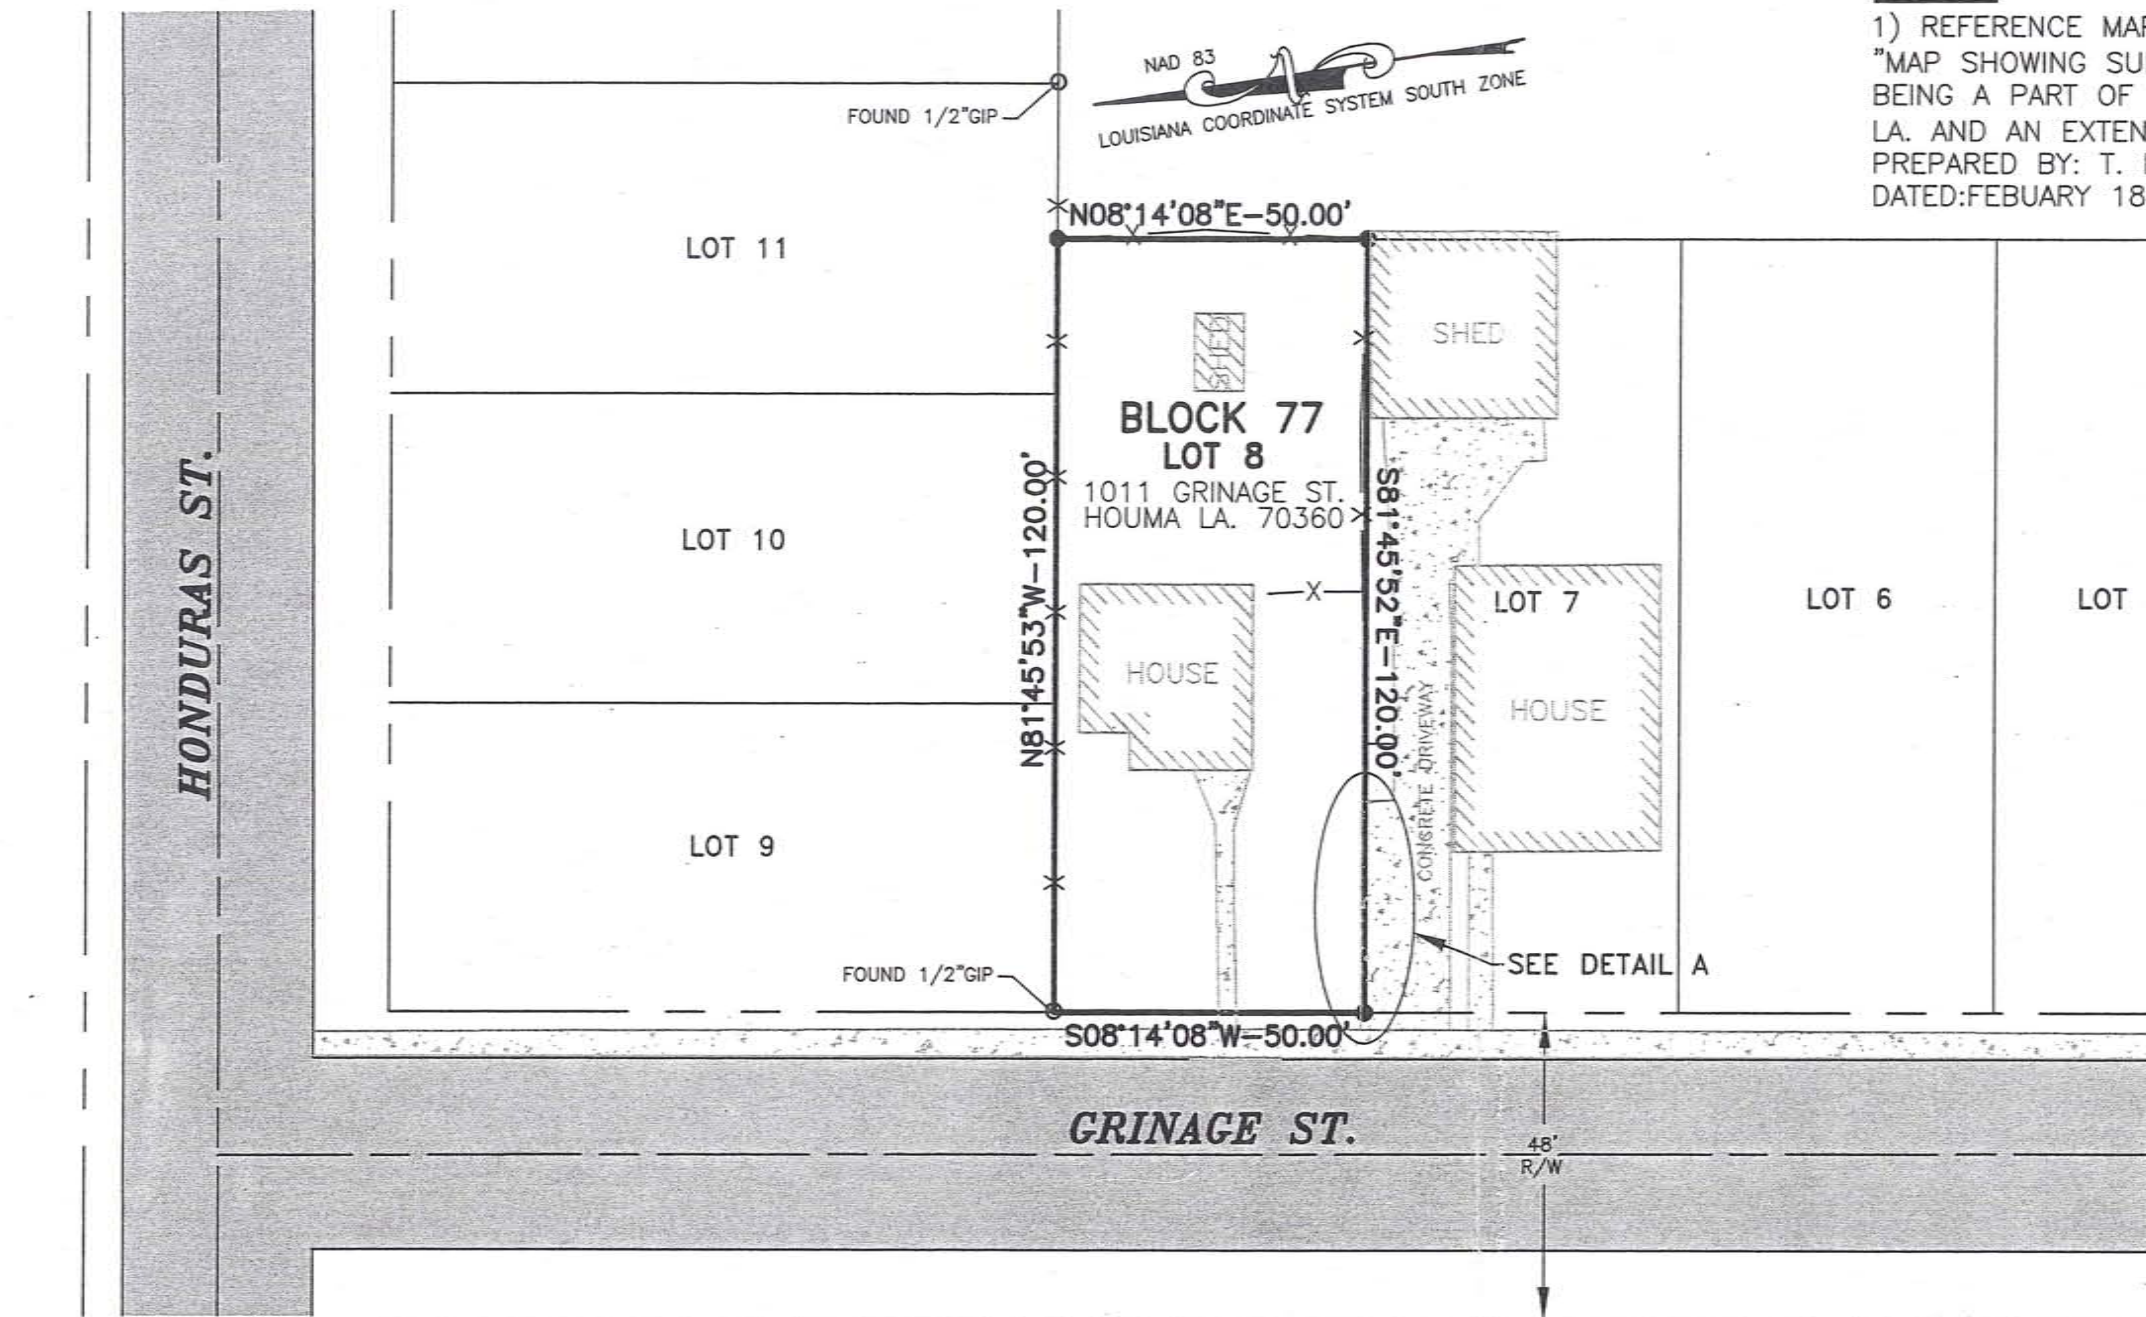 1) REFERENCE MAP
"MAP SHOWING SU
BEING A PART OF
LA. AND AN EXTEN
PREPARED BY: T.
DATED:FEBUARY 18
NAD 83
LOUISIANA COORDINATE SYSTEM SOUTH ZONE
FOUND 1/2"GIP
N08°14'08"E-50.00'
LOT 11
SHED
SHED
BLOCK 77
LOT 8
1011 GRINAGE ST.
HOUMA LA. 70360
N81°45'53"W-120.00'
S81°45'52"E-120.00'
HONDURAS ST.
LOT 10
LOT 7
LOT 6
LOT
HOUSE
HOUSE
CONCRETE DRIVEWAY
LOT 9
FOUND 1/2"GIP
SEE DETAIL A
S08°14'08"W-50.00'
GRINAGE ST.
48'
R/W